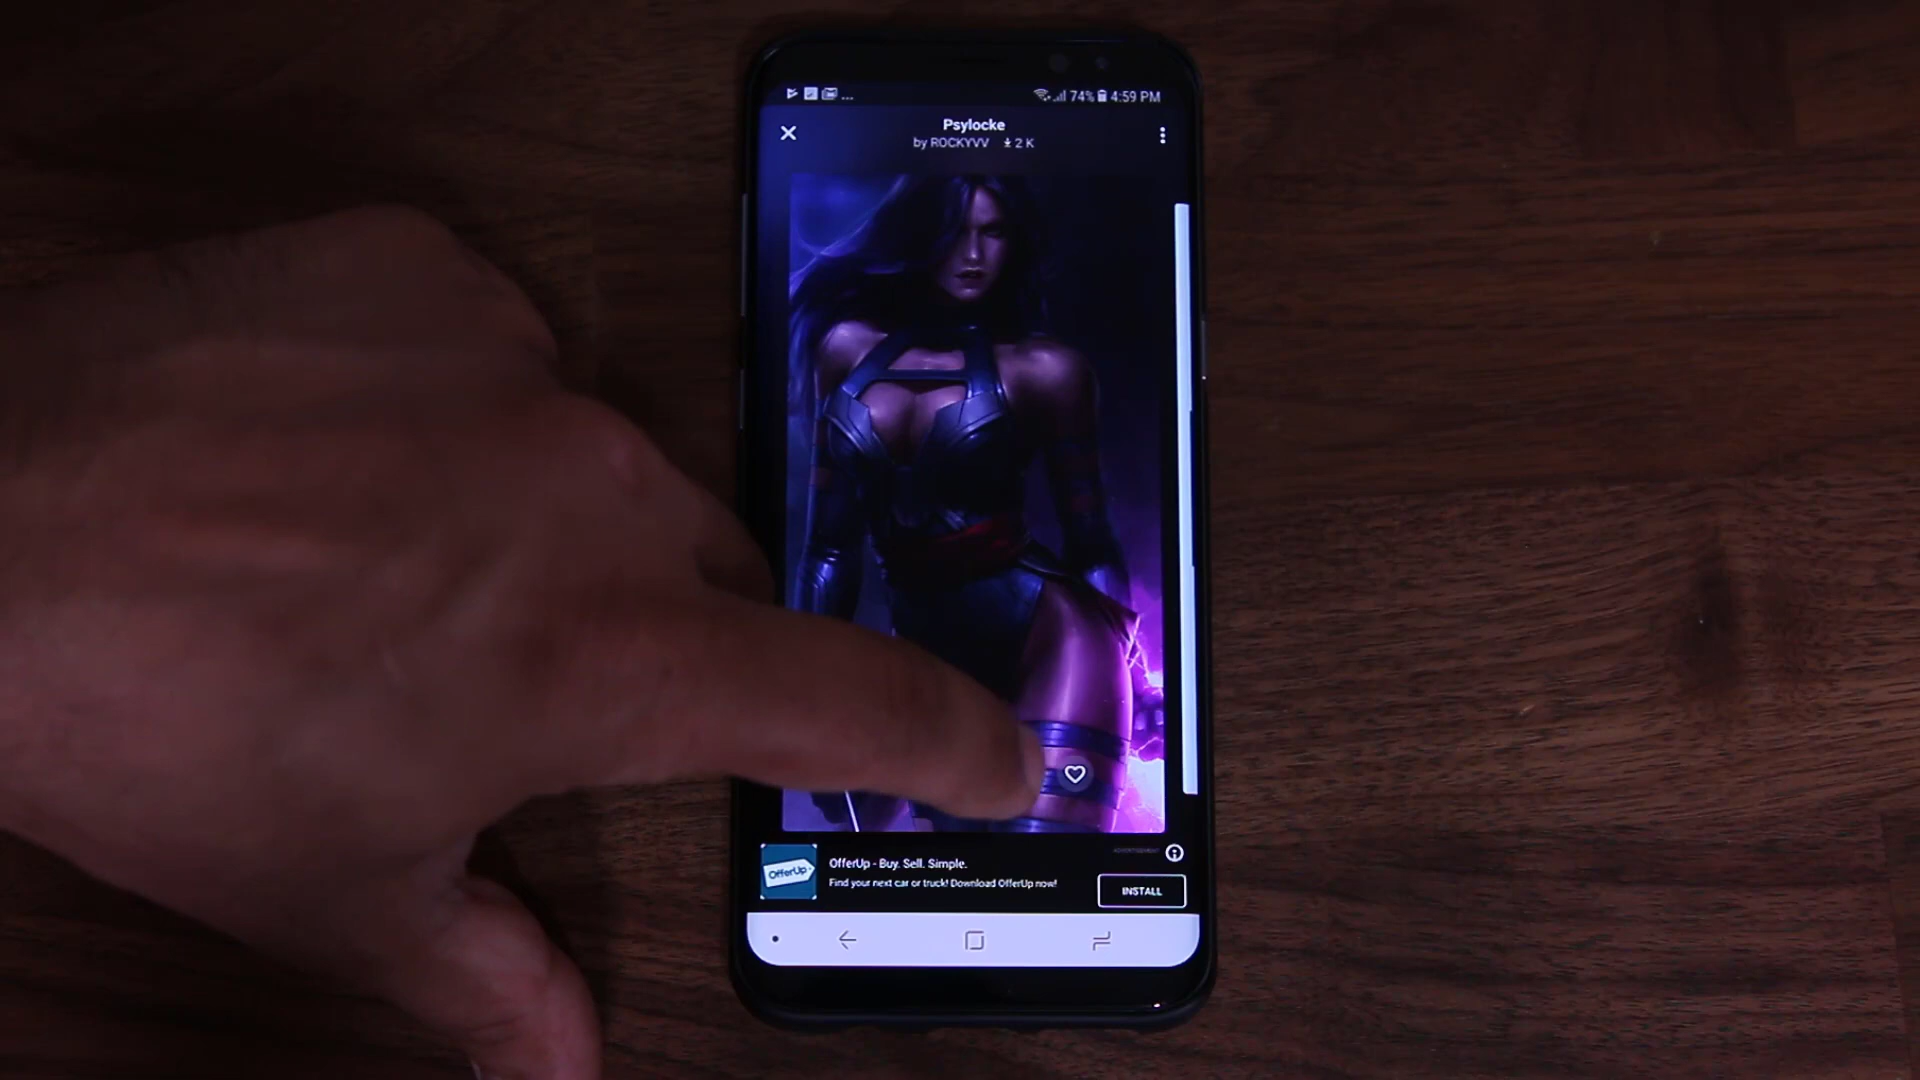 ... 74% 4:59 PM
Psylocke
by ROCKYVV 2 K
OfferUp
OfferUp - Buy. Sell. Simple.
ADVERTISEMENT
Find your next car or truck! Download OfferUp now!
INSTALL